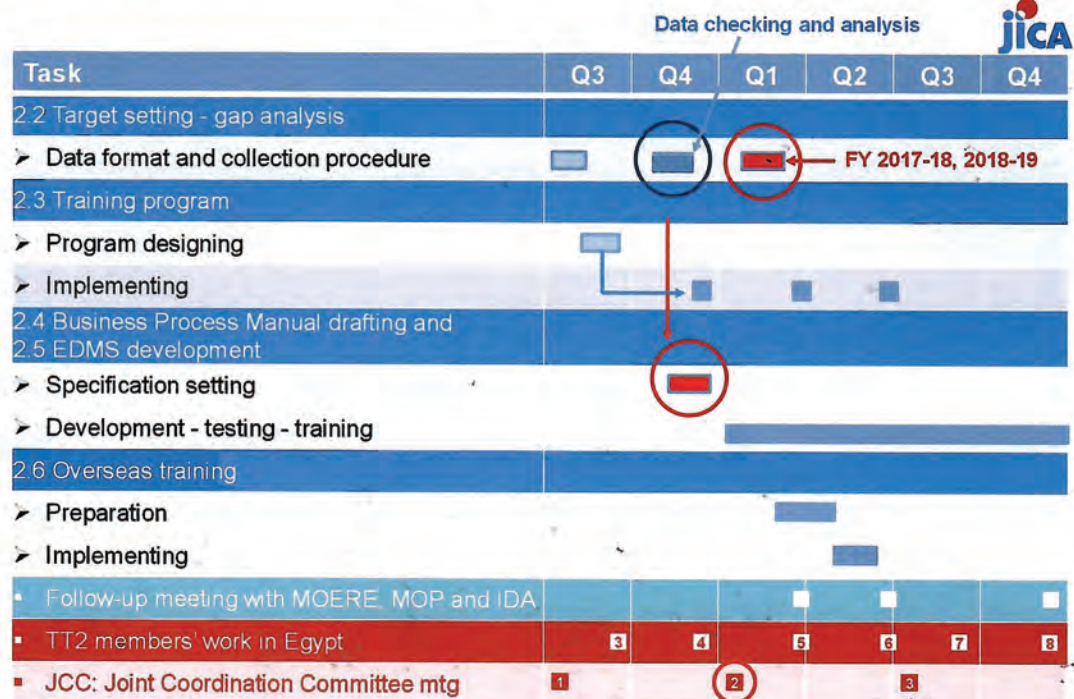 Data checking and analysis
jICA
Task Q3 Q4 Q1 Q2 Q3 Q4
2.2 Target setting - gap analysis
➤ Data format and collection procedure FY 2017-18, 2018-19
2.3 Training program
➤ Program designing
➤ Implementing
2.4 Business Process Manual drafting and
2.5 EDMS development
➤ Specification setting
➤ Development - testing - training
2.6 Overseas training
➤ Preparation
➤ Implementing
▪ Follow-up meeting with MOERE, MOP and IDA
▪ TT2 members' work in Egypt 3 4 5 6 7 8
▪ JCC: Joint Coordination Committee mtg 1 2 3